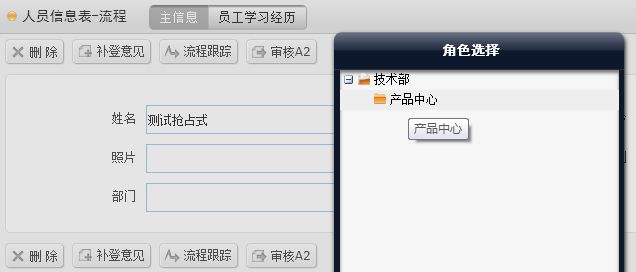 人员信息表-流程 主信息 员工学习经历
删 除 补登意见 流程跟踪 审核A2
角色选择
技术部
产品中心
产品中心
姓名 测试抢占式
照片
部门
删 除 补登意见 流程跟踪 审核A2